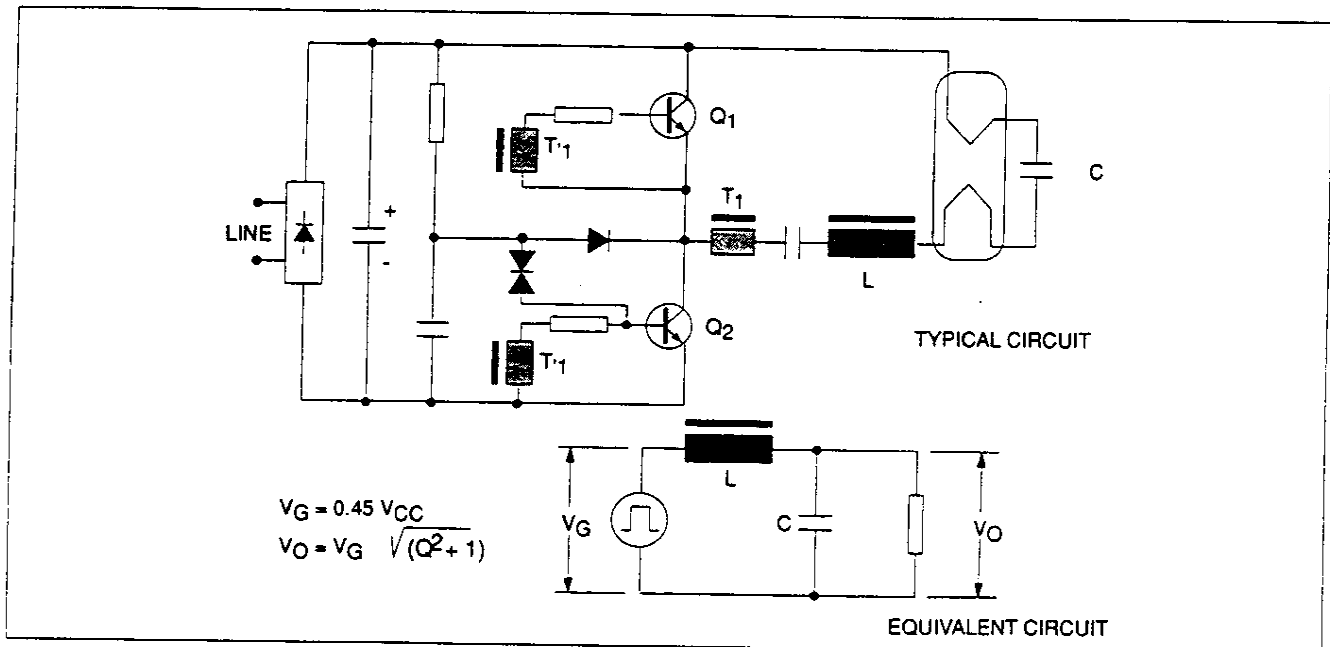 Q1
T'1
+
T1
C
LINE
-
L
Q2
T'1
TYPICAL CIRCUIT
L
VG = 0.45 VCC
VO = VG √(Q2 + 1)
VG
C
VO
EQUIVALENT CIRCUIT